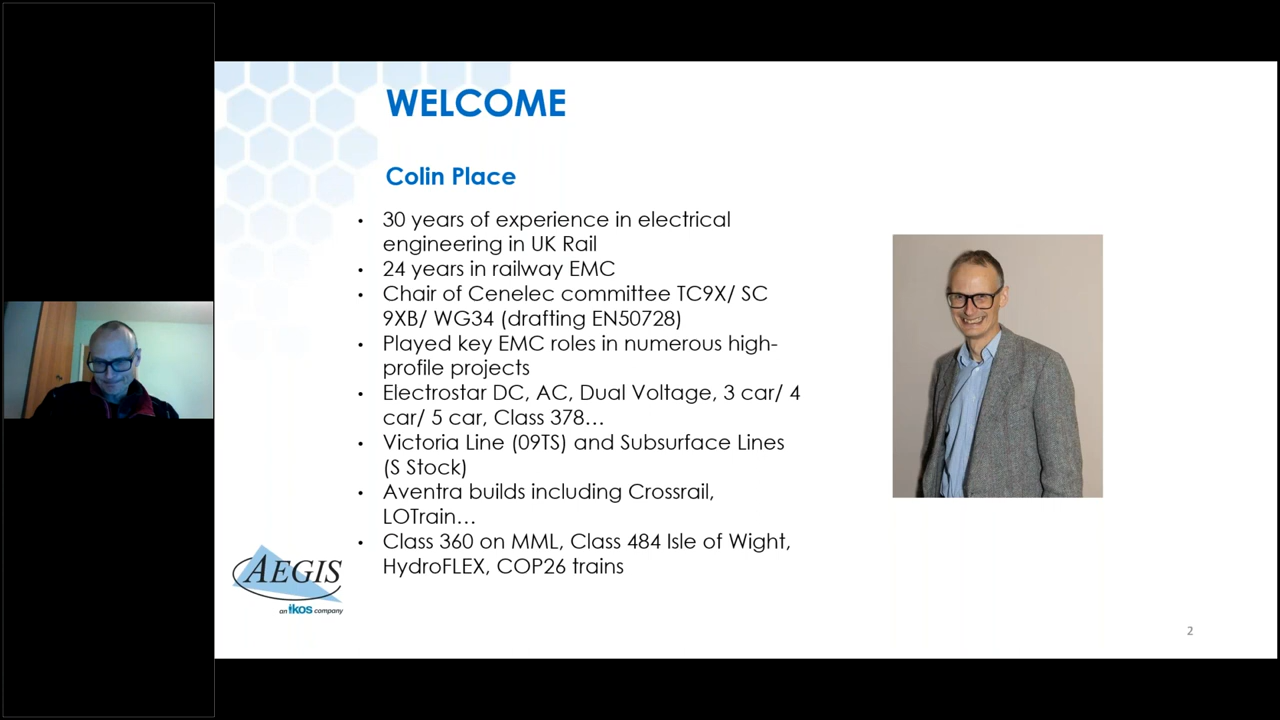 WELCOME
Colin Place
• 30 years of experience in electrical
engineering in UK Rail
• 24 years in railway EMC
• Chair of Cenelec committee TC9X/ SC
9XB/ WG34 (drafting EN50728)
• Played key EMC roles in numerous high-
profile projects
• Electrostar DC, AC, Dual Voltage, 3 car/ 4
car/ 5 car, Class 378…
• Victoria Line (09TS) and Subsurface Lines
(S Stock)
• Aventra builds including Crossrail,
LOTrain…
• Class 360 on MML, Class 484 Isle of Wight,
HydroFLEX, COP26 trains
AEGIS
an ikos company
2